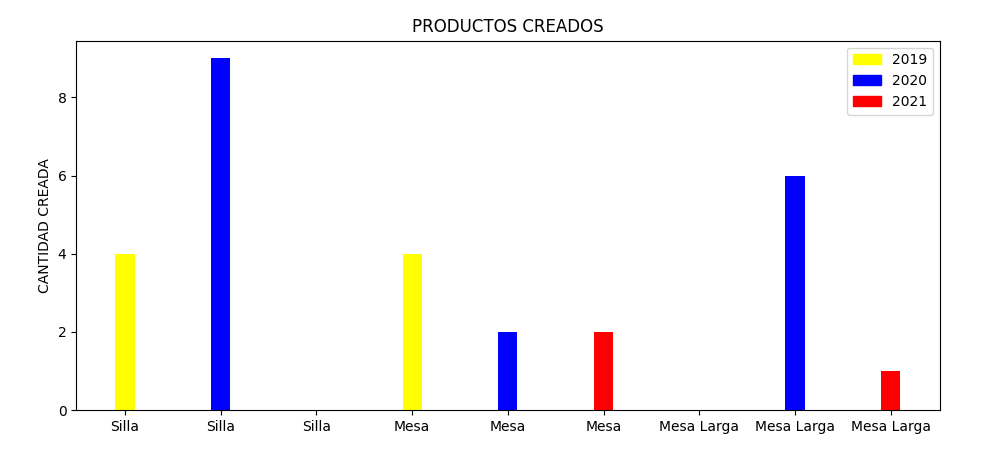 PRODUCTOS CREADOS
2019
2020
2021
CANTIDAD CREADA
8
6
4
2
0
Silla Silla Silla Mesa Mesa Mesa Mesa Larga Mesa Larga Mesa Larga